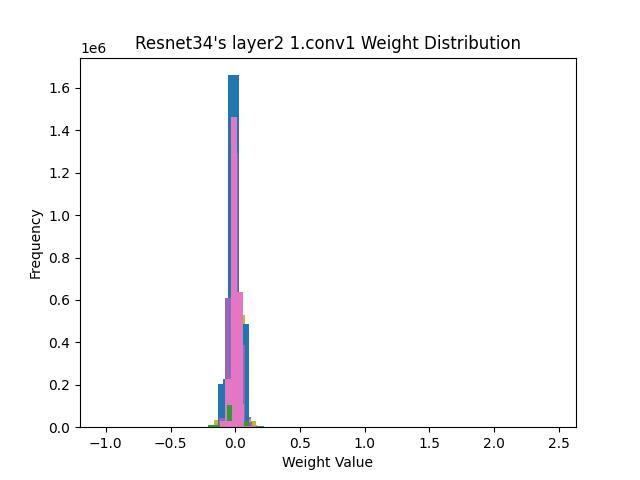 Resnet34's layer2 1.conv1 Weight Distribution
1e6
1.6
1.4
1.2
1.0
0.8
0.6
0.4
0.2
0.0
Frequency
−1.0 −0.5 0.0 0.5 1.0 1.5 2.0 2.5
Weight Value